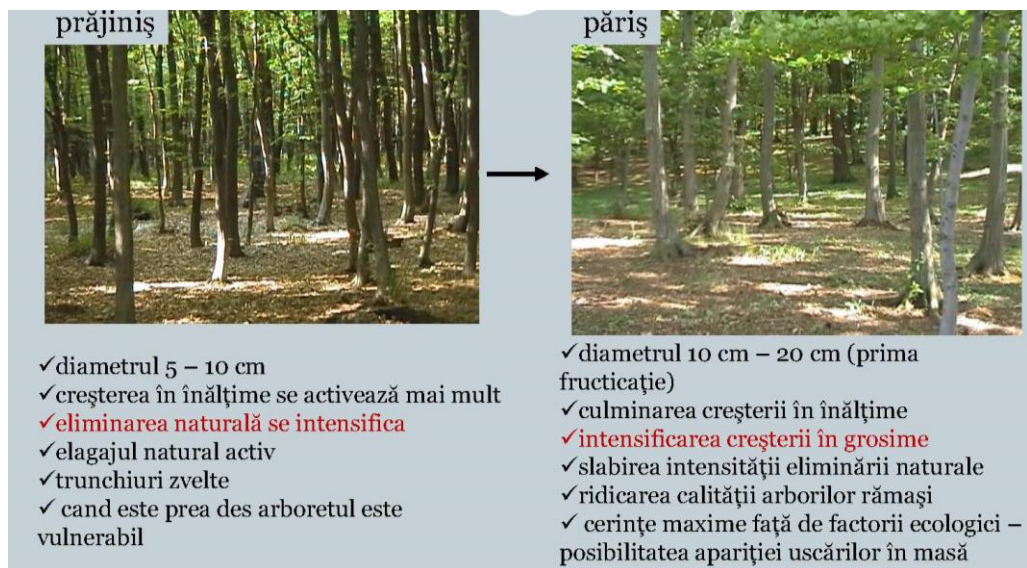 prăjiniş
✓diametrul 5 – 10 cm
✓creşterea în înălţime se activează mai mult
✓eliminarea naturală se intensifica
✓elagajul natural activ
✓trunchiuri zvelte
✓ cand este prea des arboretul este
vulnerabil
păriş
✓diametrul 10 cm – 20 cm (prima
fructicaţie)
✓culminarea creşterii în înălţime
✓intensificarea creşterii în grosime
✓slabirea intensităţii eliminării naturale
✓ridicarea calităţii arborilor rămaşi
✓ cerinţe maxime faţă de factorii ecologici –
posibilitatea apariţiei uscărilor în masă